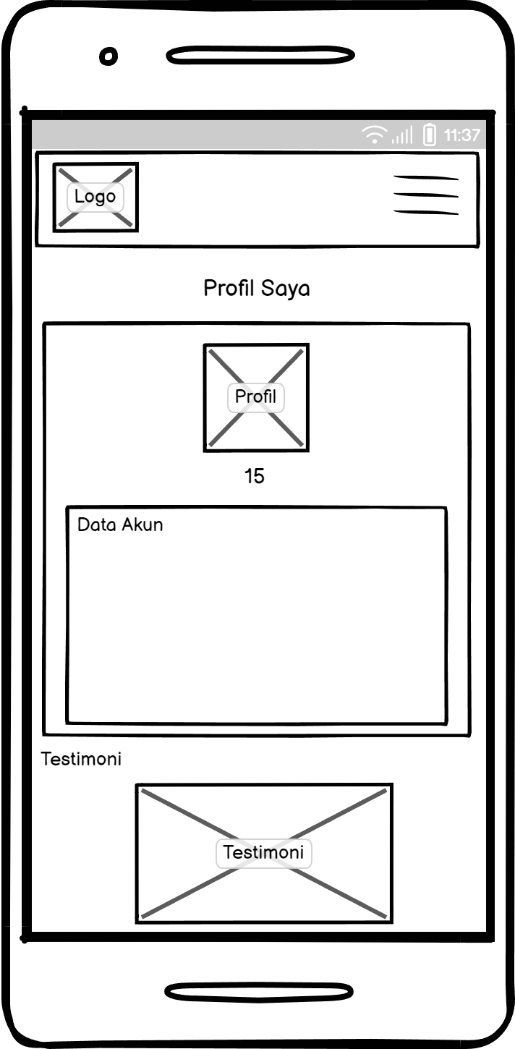 11:37
Logo
Profil Saya
Profil
15
Data Akun
Testimoni
Testimoni